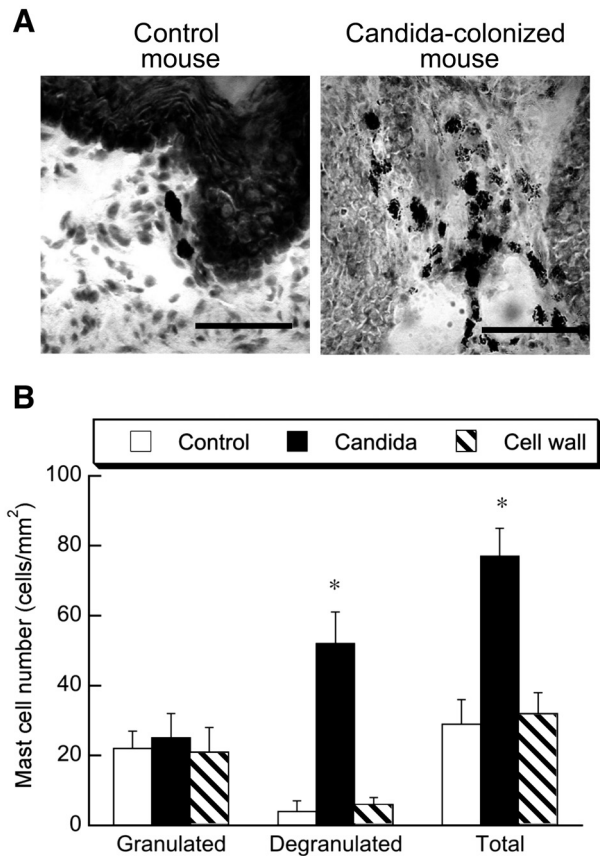 A
Control
mouse
Candida-colonized
mouse
B
Control Candida Cell wall
Mast cell number (cells/mm²)
100
80
60
40
20
0
*
*
Granulated Degranulated Total